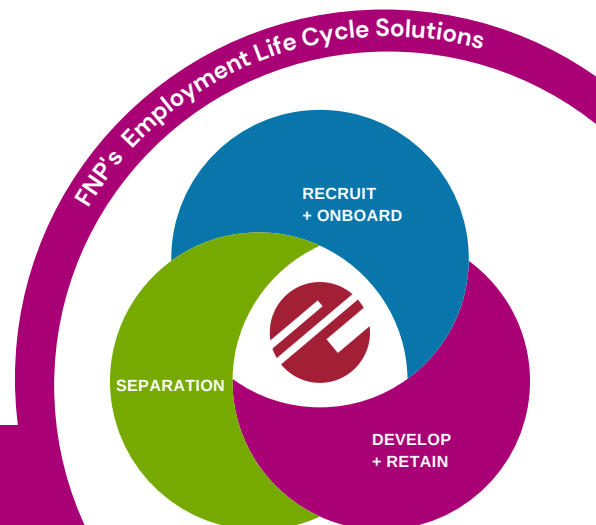 FNP's Employment Life Cycle Solutions
RECRUIT
+ ONBOARD
SEPARATION
DEVELOP
+ RETAIN